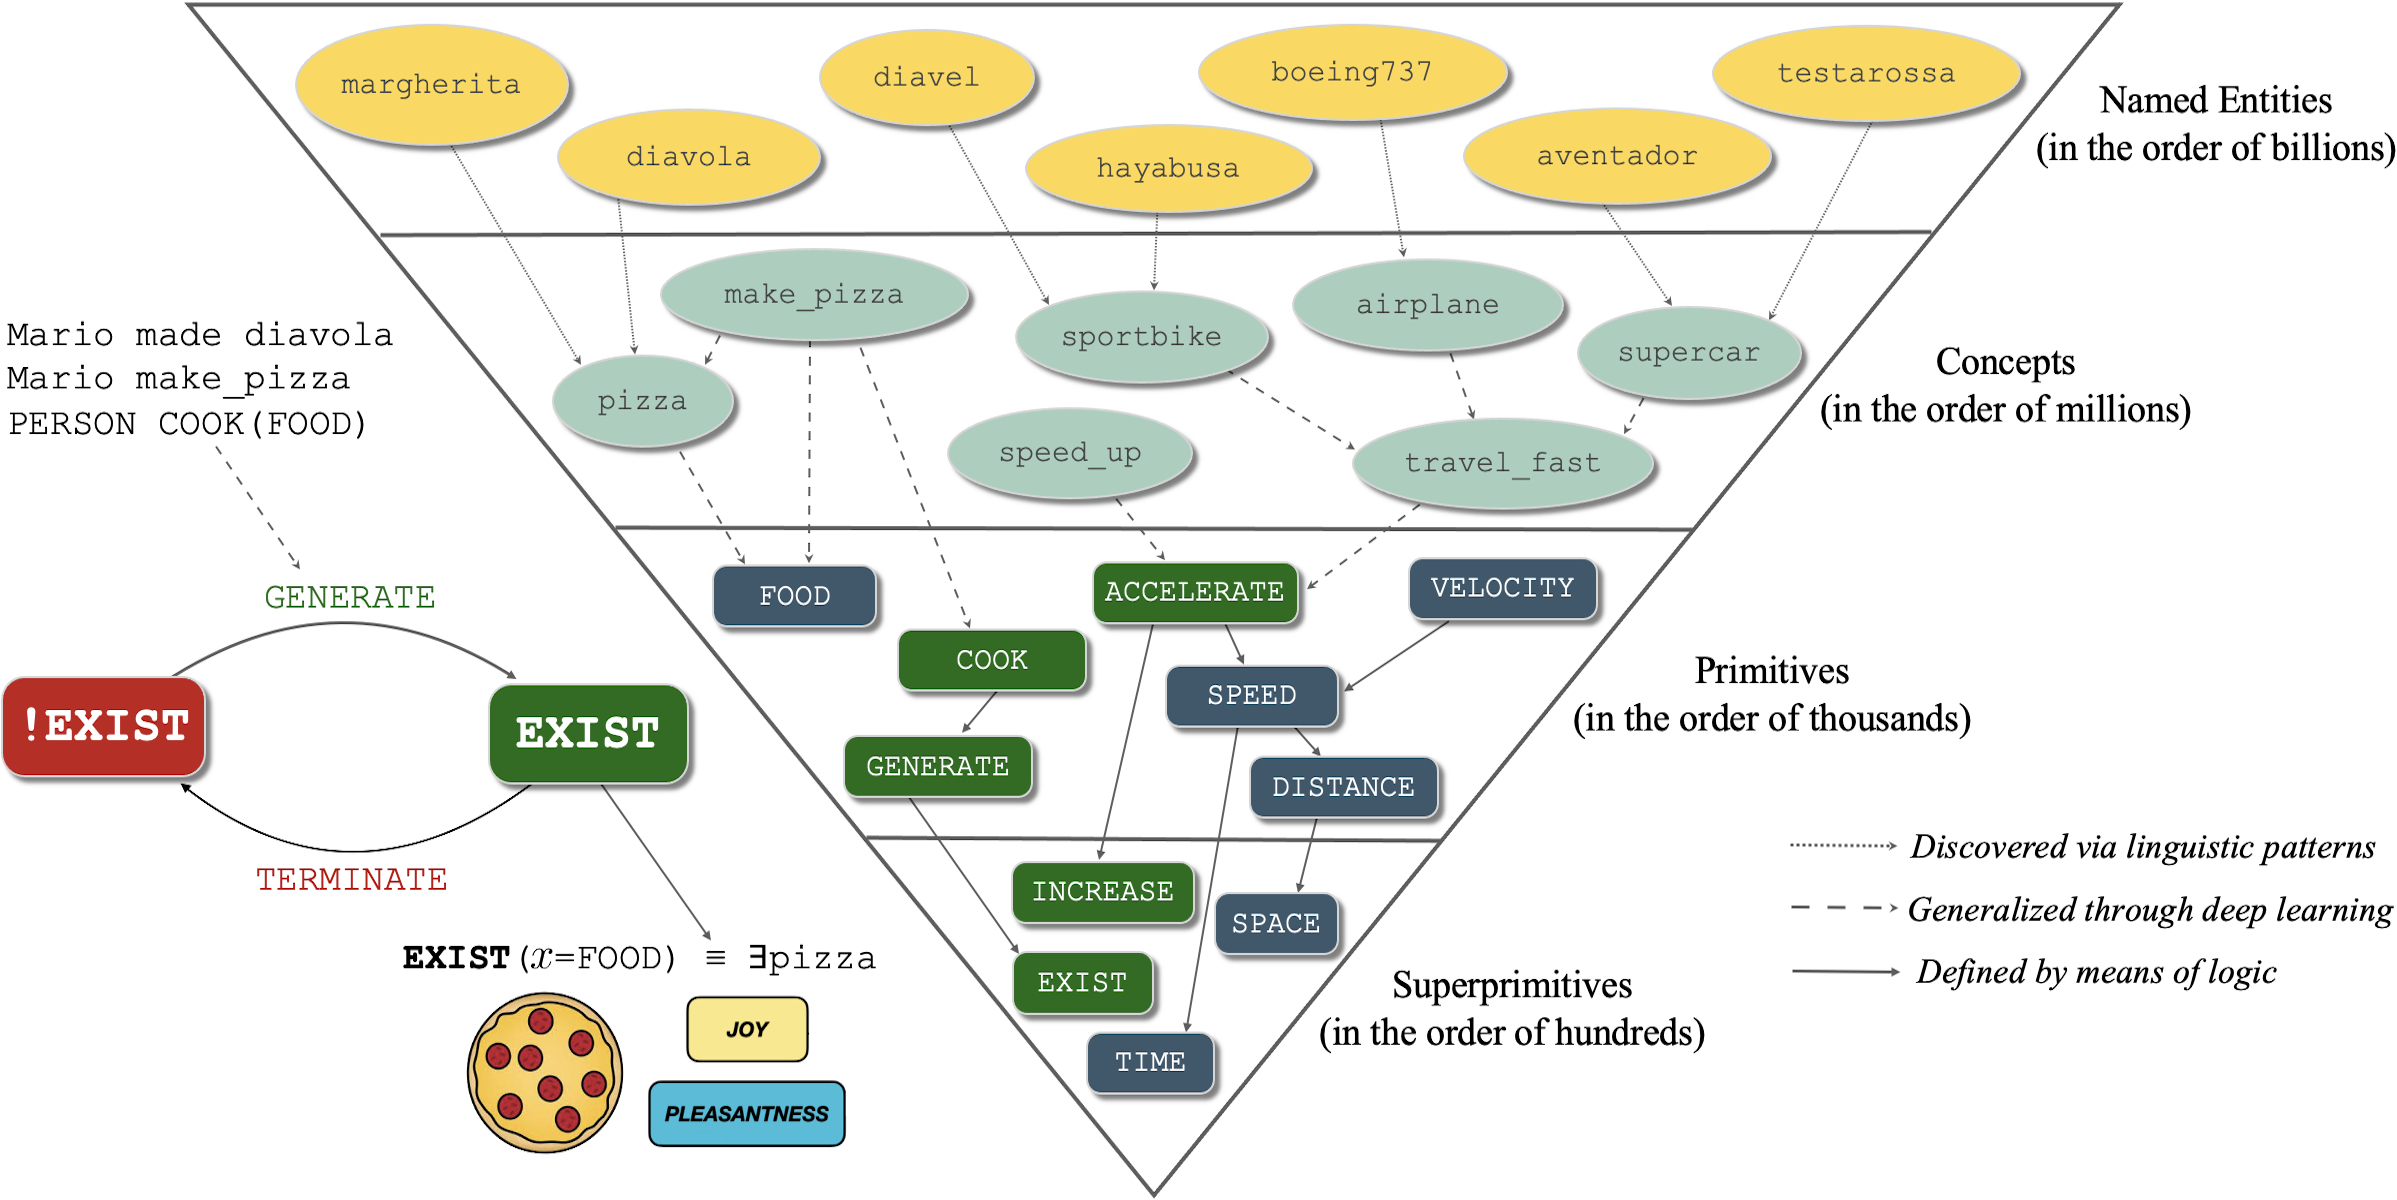 margherita
diavola
diavel
hayabusa
boeing737
aventador
testarossa
Named Entities
(in the order of billions)
make_pizza
pizza
sportbike
airplane
supercar
speed_up
travel_fast
Concepts
(in the order of millions)
Mario made diavola
Mario make_pizza
PERSON COOK(FOOD)
GENERATE
!EXIST
EXIST
TERMINATE
EXIST(x=FOOD) ≡ ∃pizza
JOY
PLEASANTNESS
FOOD
ACCELERATE
VELOCITY
COOK
SPEED
GENERATE
DISTANCE
Primitives
(in the order of thousands)
INCREASE
SPACE
EXIST
TIME
Superprimitives
(in the order of hundreds)
Discovered via linguistic patterns
Generalized through deep learning
Defined by means of logic